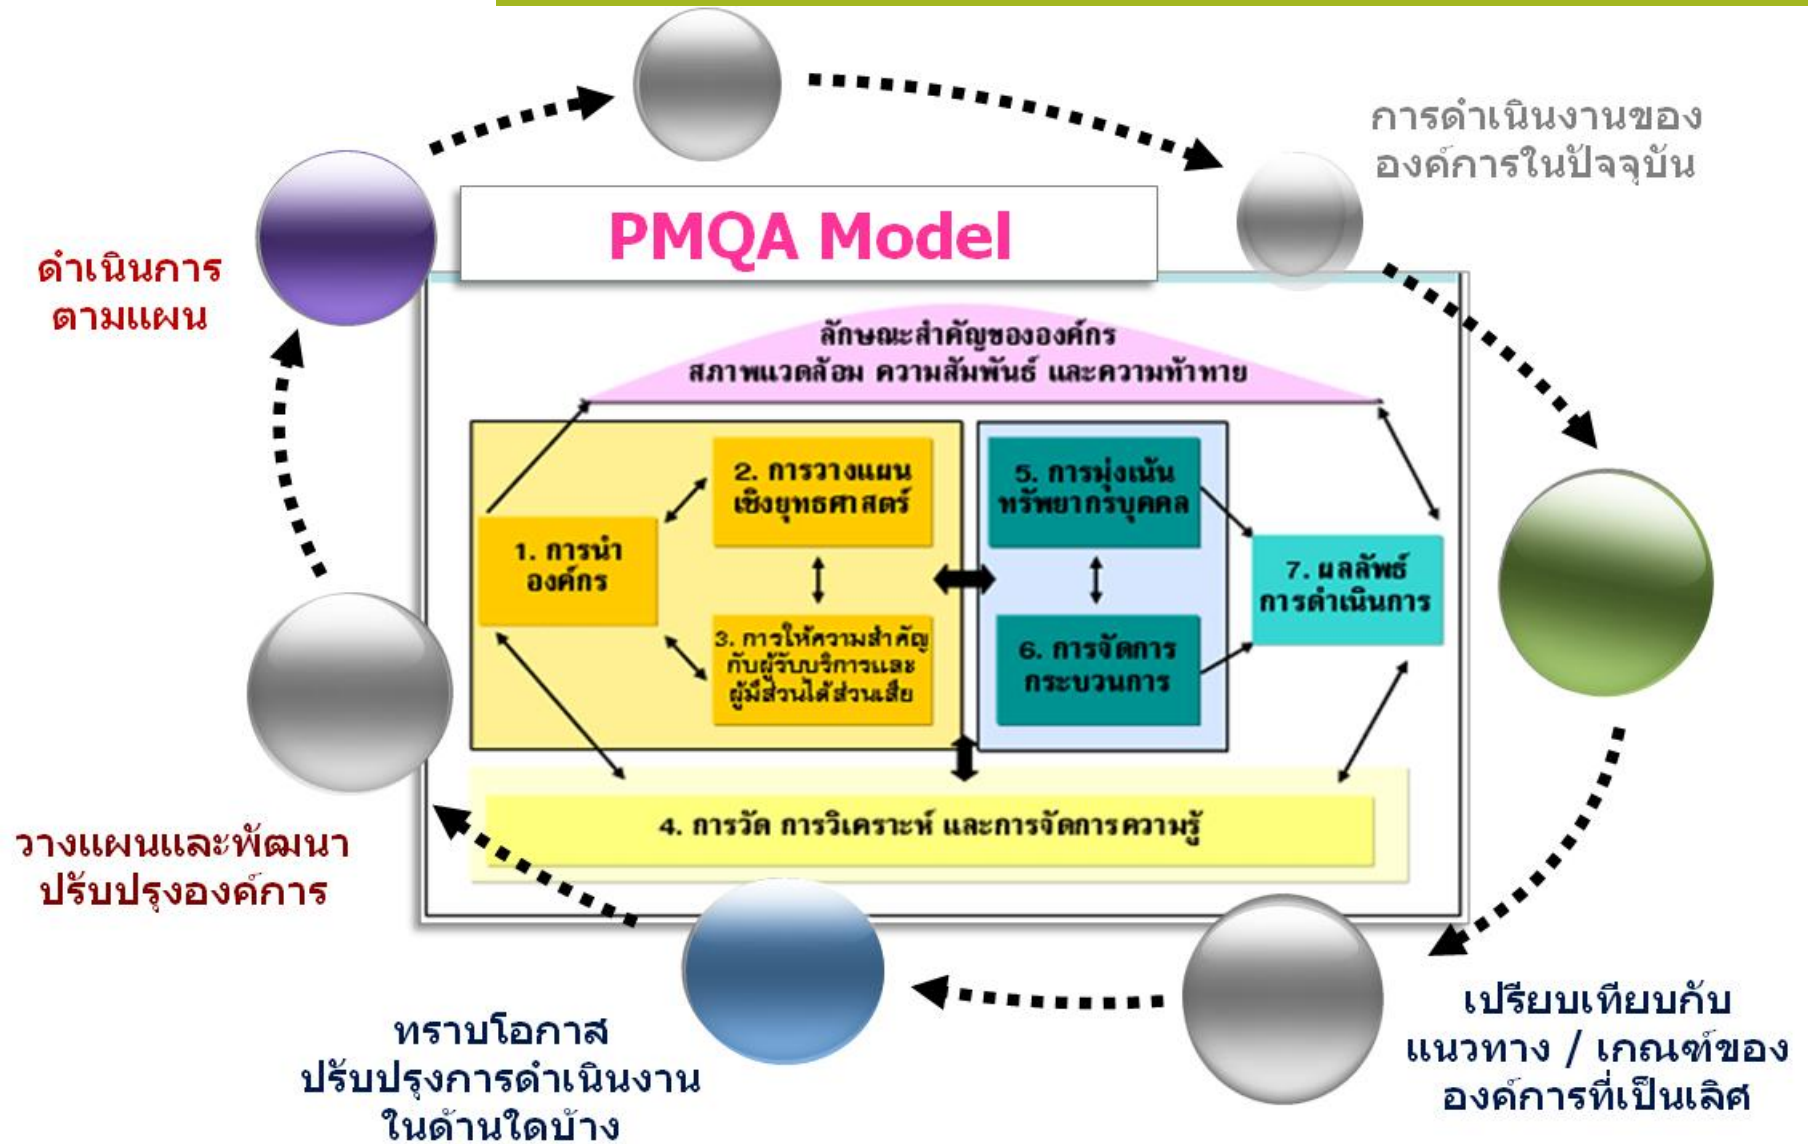 การดำเนินงานของ
องค์การในปัจจุบัน
PMQA Model
ดำเนินการ
ตามแผน
ลักษณะสำคัญขององค์กร
สภาพแวดล้อม ความสัมพันธ์ และความท้าทาย
2. การวางแผน
เชิงยุทธศาสตร์
5. การมุ่งเน้น
ทรัพยากรบุคคล
1. การนำ
องค์กร
7. ผลลัพธ์
การดำเนินการ
3. การให้ความสำคัญ
กับผู้รับบริการและ
ผู้มีส่วนได้ส่วนเสีย
6. การจัดการ
กระบวนการ
4. การวัด การวิเคราะห์ และการจัดการความรู้
วางแผนและพัฒนา
ปรับปรุงองค์การ
ทราบโอกาส
ปรับปรุงการดำเนินงาน
ในด้านใดบ้าง
เปรียบเทียบกับ
แนวทาง / เกณฑ์ของ
องค์การที่เป็นเลิศ